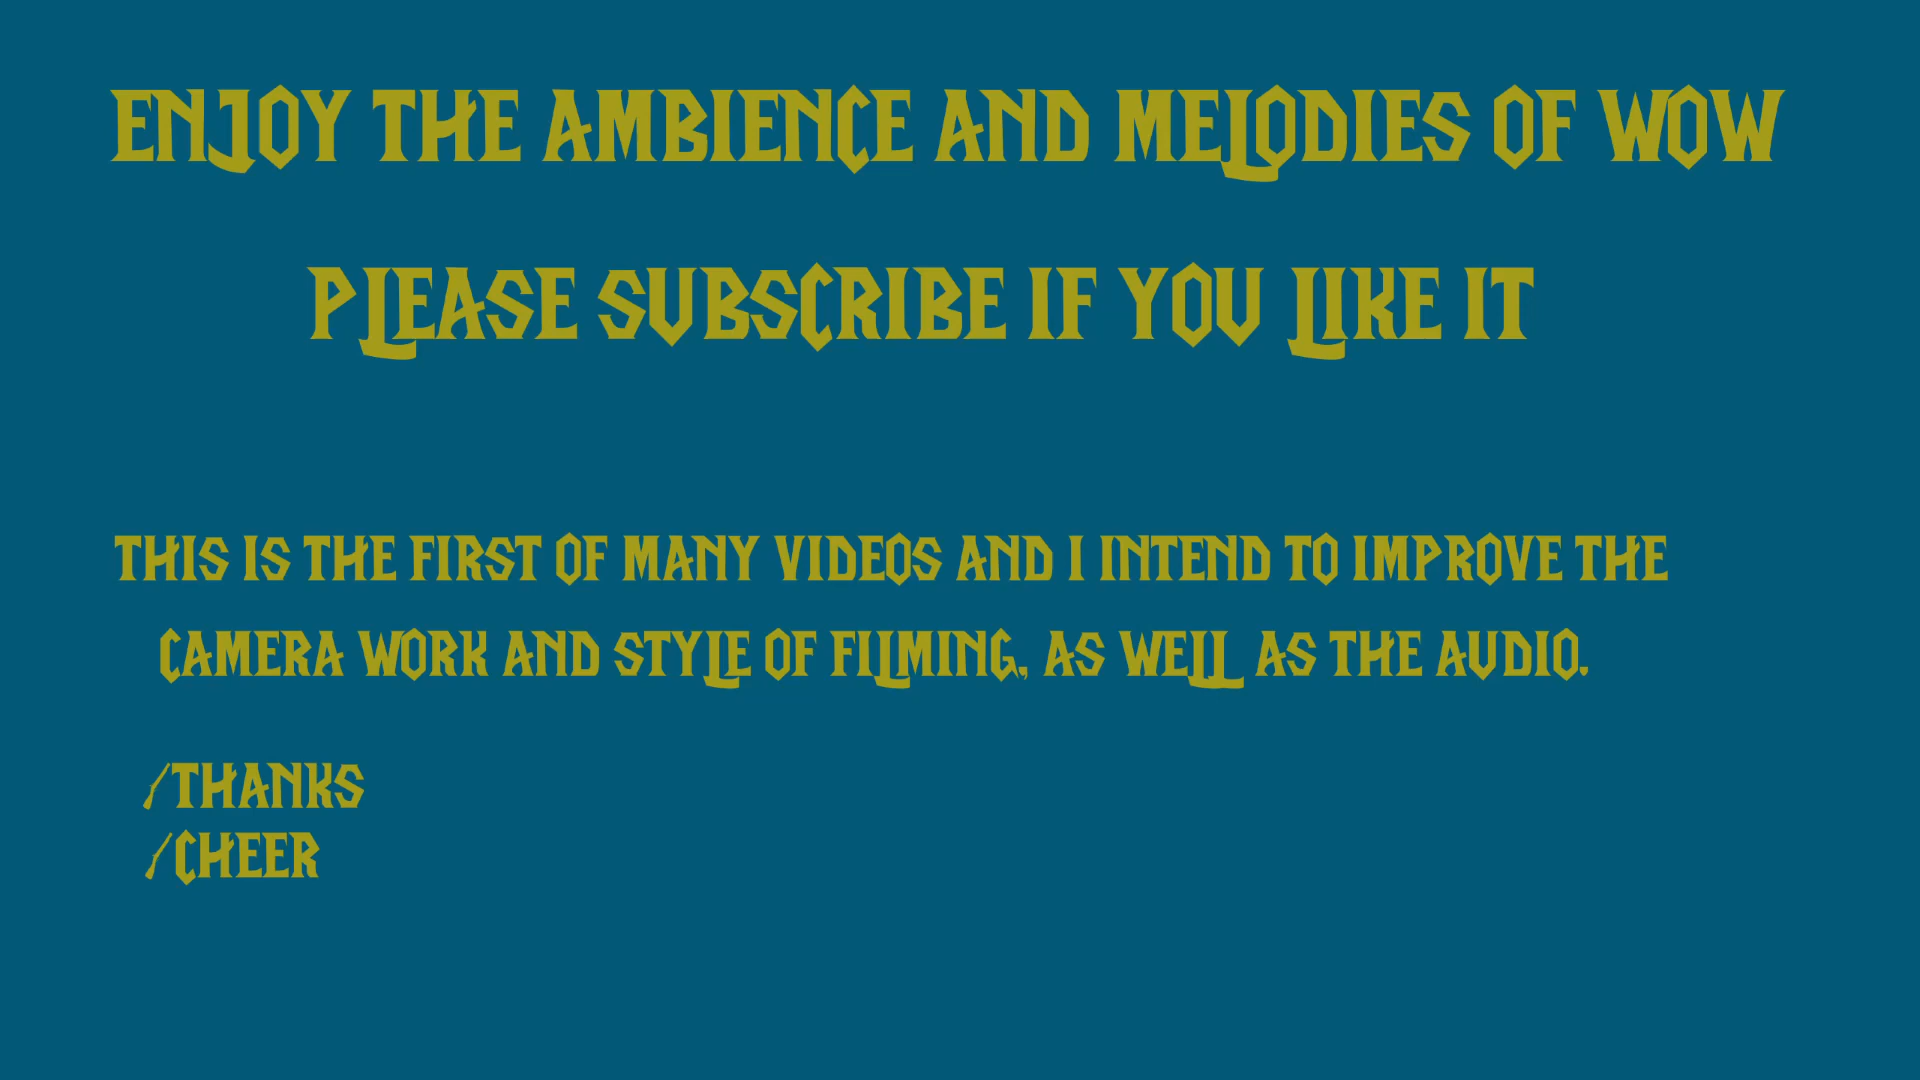 ENJOY THE AMBIENCE AND MELODIES OF WOW
PLEASE SUBSCRIBE IF YOU LIKE IT
THIS IS THE FIRST OF MANY VIDEOS AND I INTEND TO IMPROVE THE
CAMERA WORK AND STYLE OF FILMING, AS WELL AS THE AUDIO.
/THANKS
/CHEER